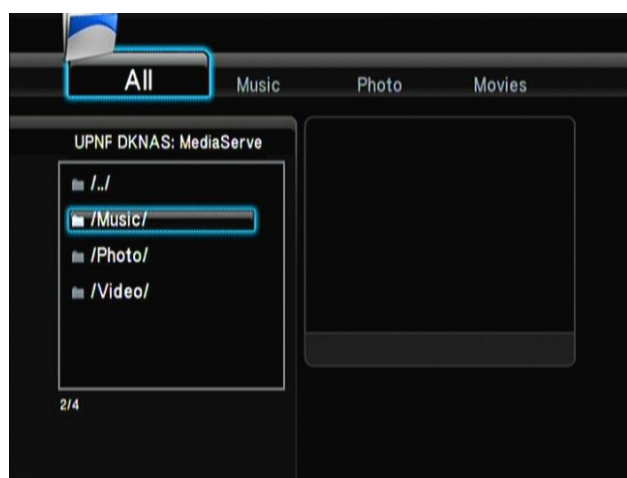 All Music Photo Movies
UPNF DKNAS: MediaServe
/../
/Music/
/Photo/
/Video/
2/4